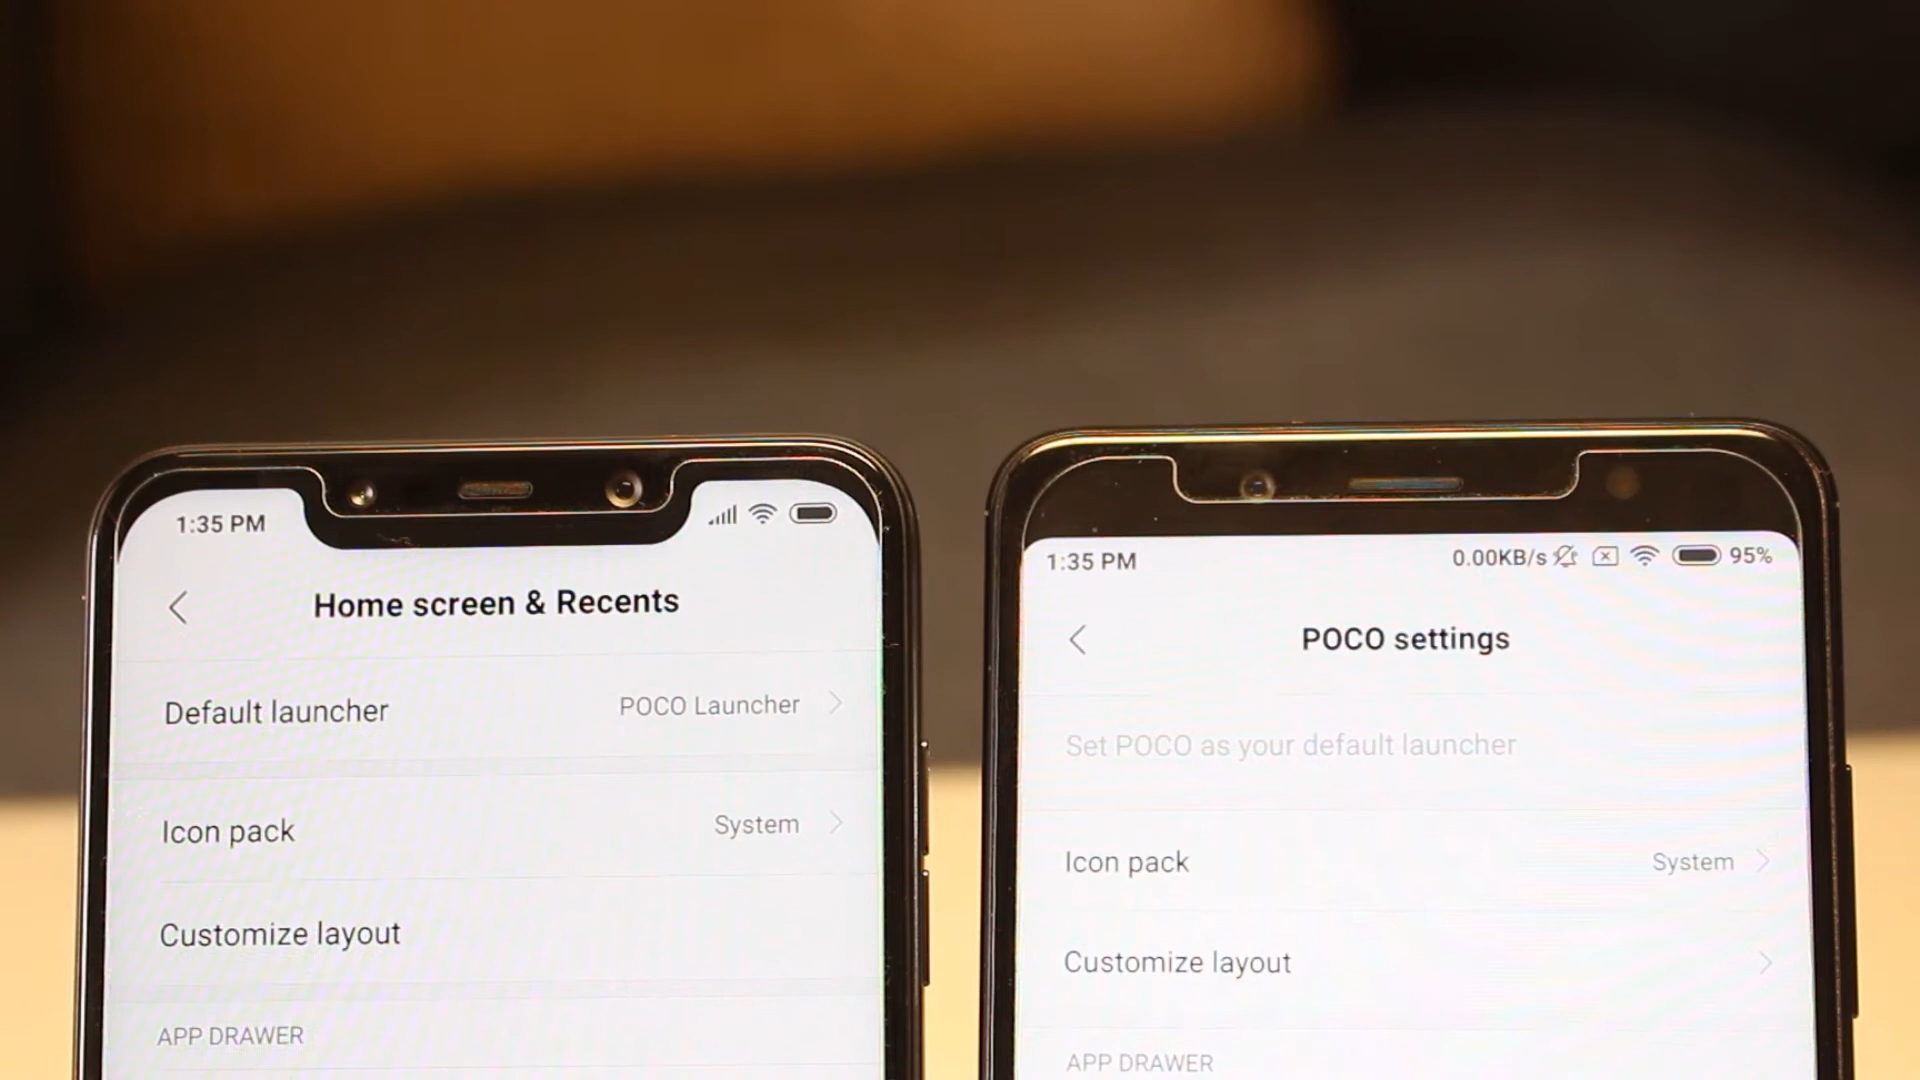 1:35 PM
Home screen & Recents
Default launcher
POCO Launcher
Icon pack
System
Customize layout
APP DRAWER
1:35 PM
0.00KB/s
95%
POCO settings
Set POCO as your default launcher
Icon pack
System
Customize layout
APP DRAWER